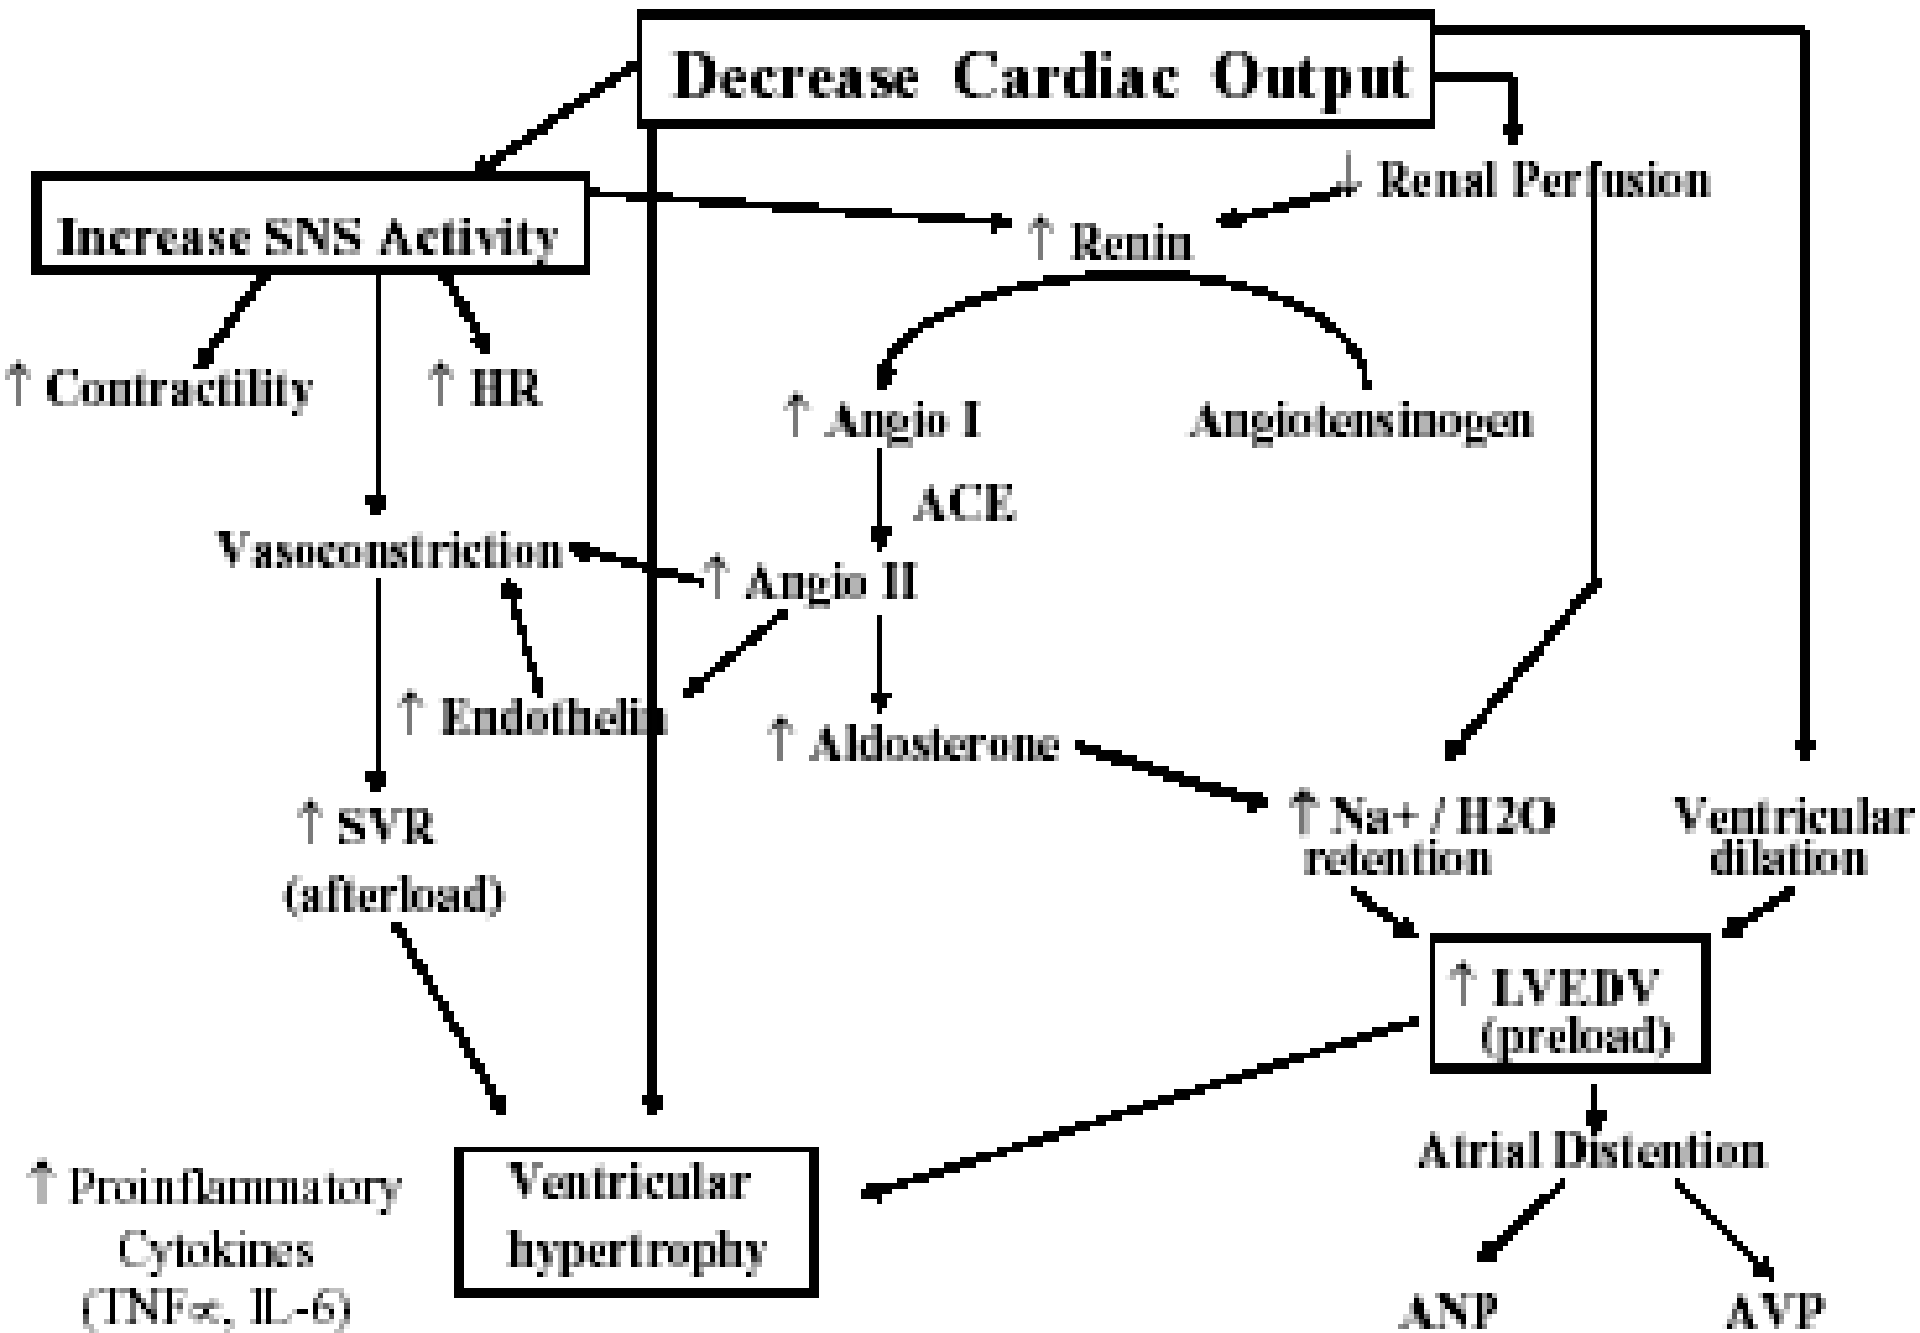 Decrease Cardiac Output
↓ Renal Perfusion
Increase SNS Activity
↑ Renin
↑ Contractility
↑ HR
↑ Angio I
Angiotensinogen
ACE
Vasoconstriction
↑ Angio II
↑ Endothelin
↑ Aldosterone
↑ SVR
(afterload)
↑ Na+ / H2O
retention
Ventricular
dilation
↑ LVEDV
(preload)
Atrial Distention
↑ Proinflammatory
Cytokines
(TNF∝, IL-6)
Ventricular
hypertrophy
ANP
AVP